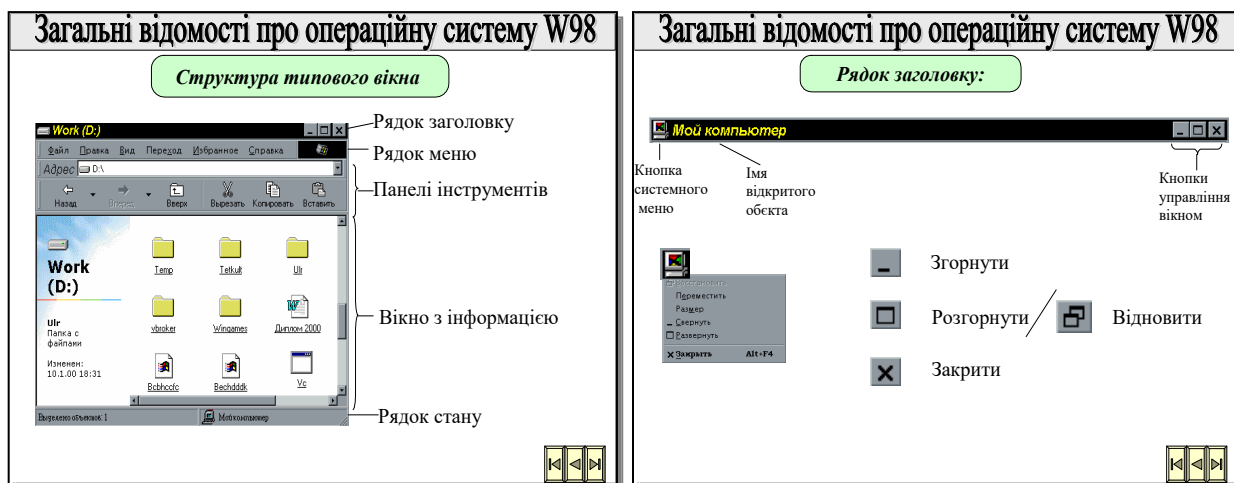 Загальні відомості про операційну систему W98
Структура типового вікна
Work (D:)
Рядок заголовку
Файл Правка Вид Переход Избранное Справка
Рядок меню
Адрес D:\
Назад Вперед Вверх Вырезать Копировать Вставить
Панелі інструментів
Work
(D:)
Temp Tetkult Ulr
Ulr
Папка с
файлами
vbroker Wingames Диплом 2000
Вікно з інформацією
Изменен:
10.1.00 18:31
Bcbhccfc Bechdddk Vc
Выделено объектов: 1 Мой компьютер
Рядок стану
Загальні відомості про операційну систему W98
Рядок заголовку:
Мой компьютер
Кнопка
системного
меню
Імя
відкритого
обєкта
Кнопки
управління
вікном
Восстановить
Переместить
Размер
Свернуть
Развернуть
Закрыть Alt+F4
Згорнути
Розгорнути
Відновити
Закрити